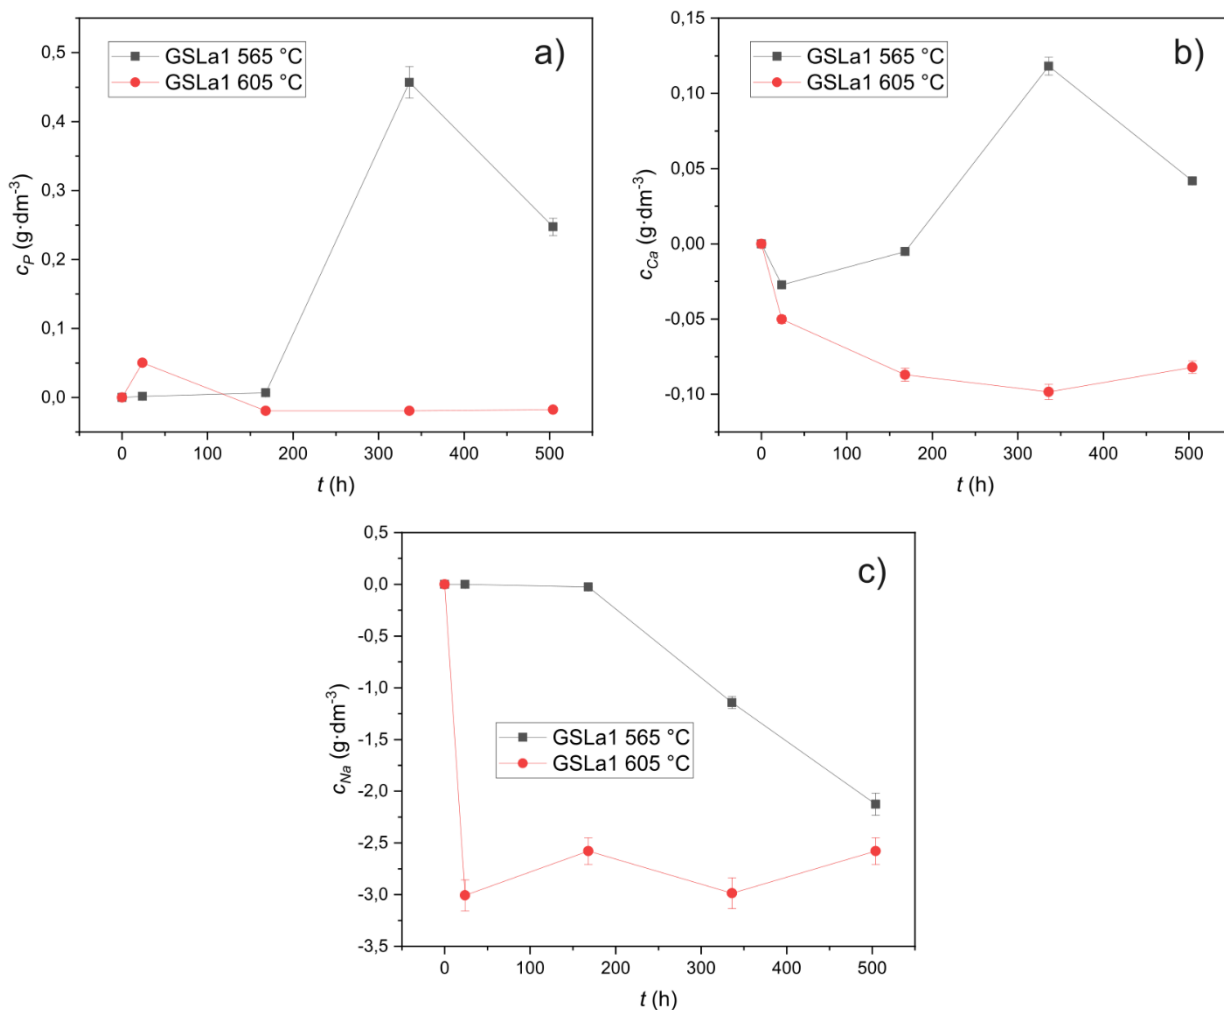 a)
GSLa1 565 °C
GSLa1 605 °C
0,5
0,4
0,3
0,2
0,1
0,0
c_P (g·dm⁻³)
0 100 200 300 400 500
t (h)
b)
GSLa1 565 °C
GSLa1 605 °C
0,15
0,10
0,05
0,00
-0,05
-0,10
c_Ca (g·dm⁻³)
0 100 200 300 400 500
t (h)
c)
GSLa1 565 °C
GSLa1 605 °C
0,5
0,0
-0,5
-1,0
-1,5
-2,0
-2,5
-3,0
-3,5
c_Na (g·dm⁻³)
0 100 200 300 400 500
t (h)